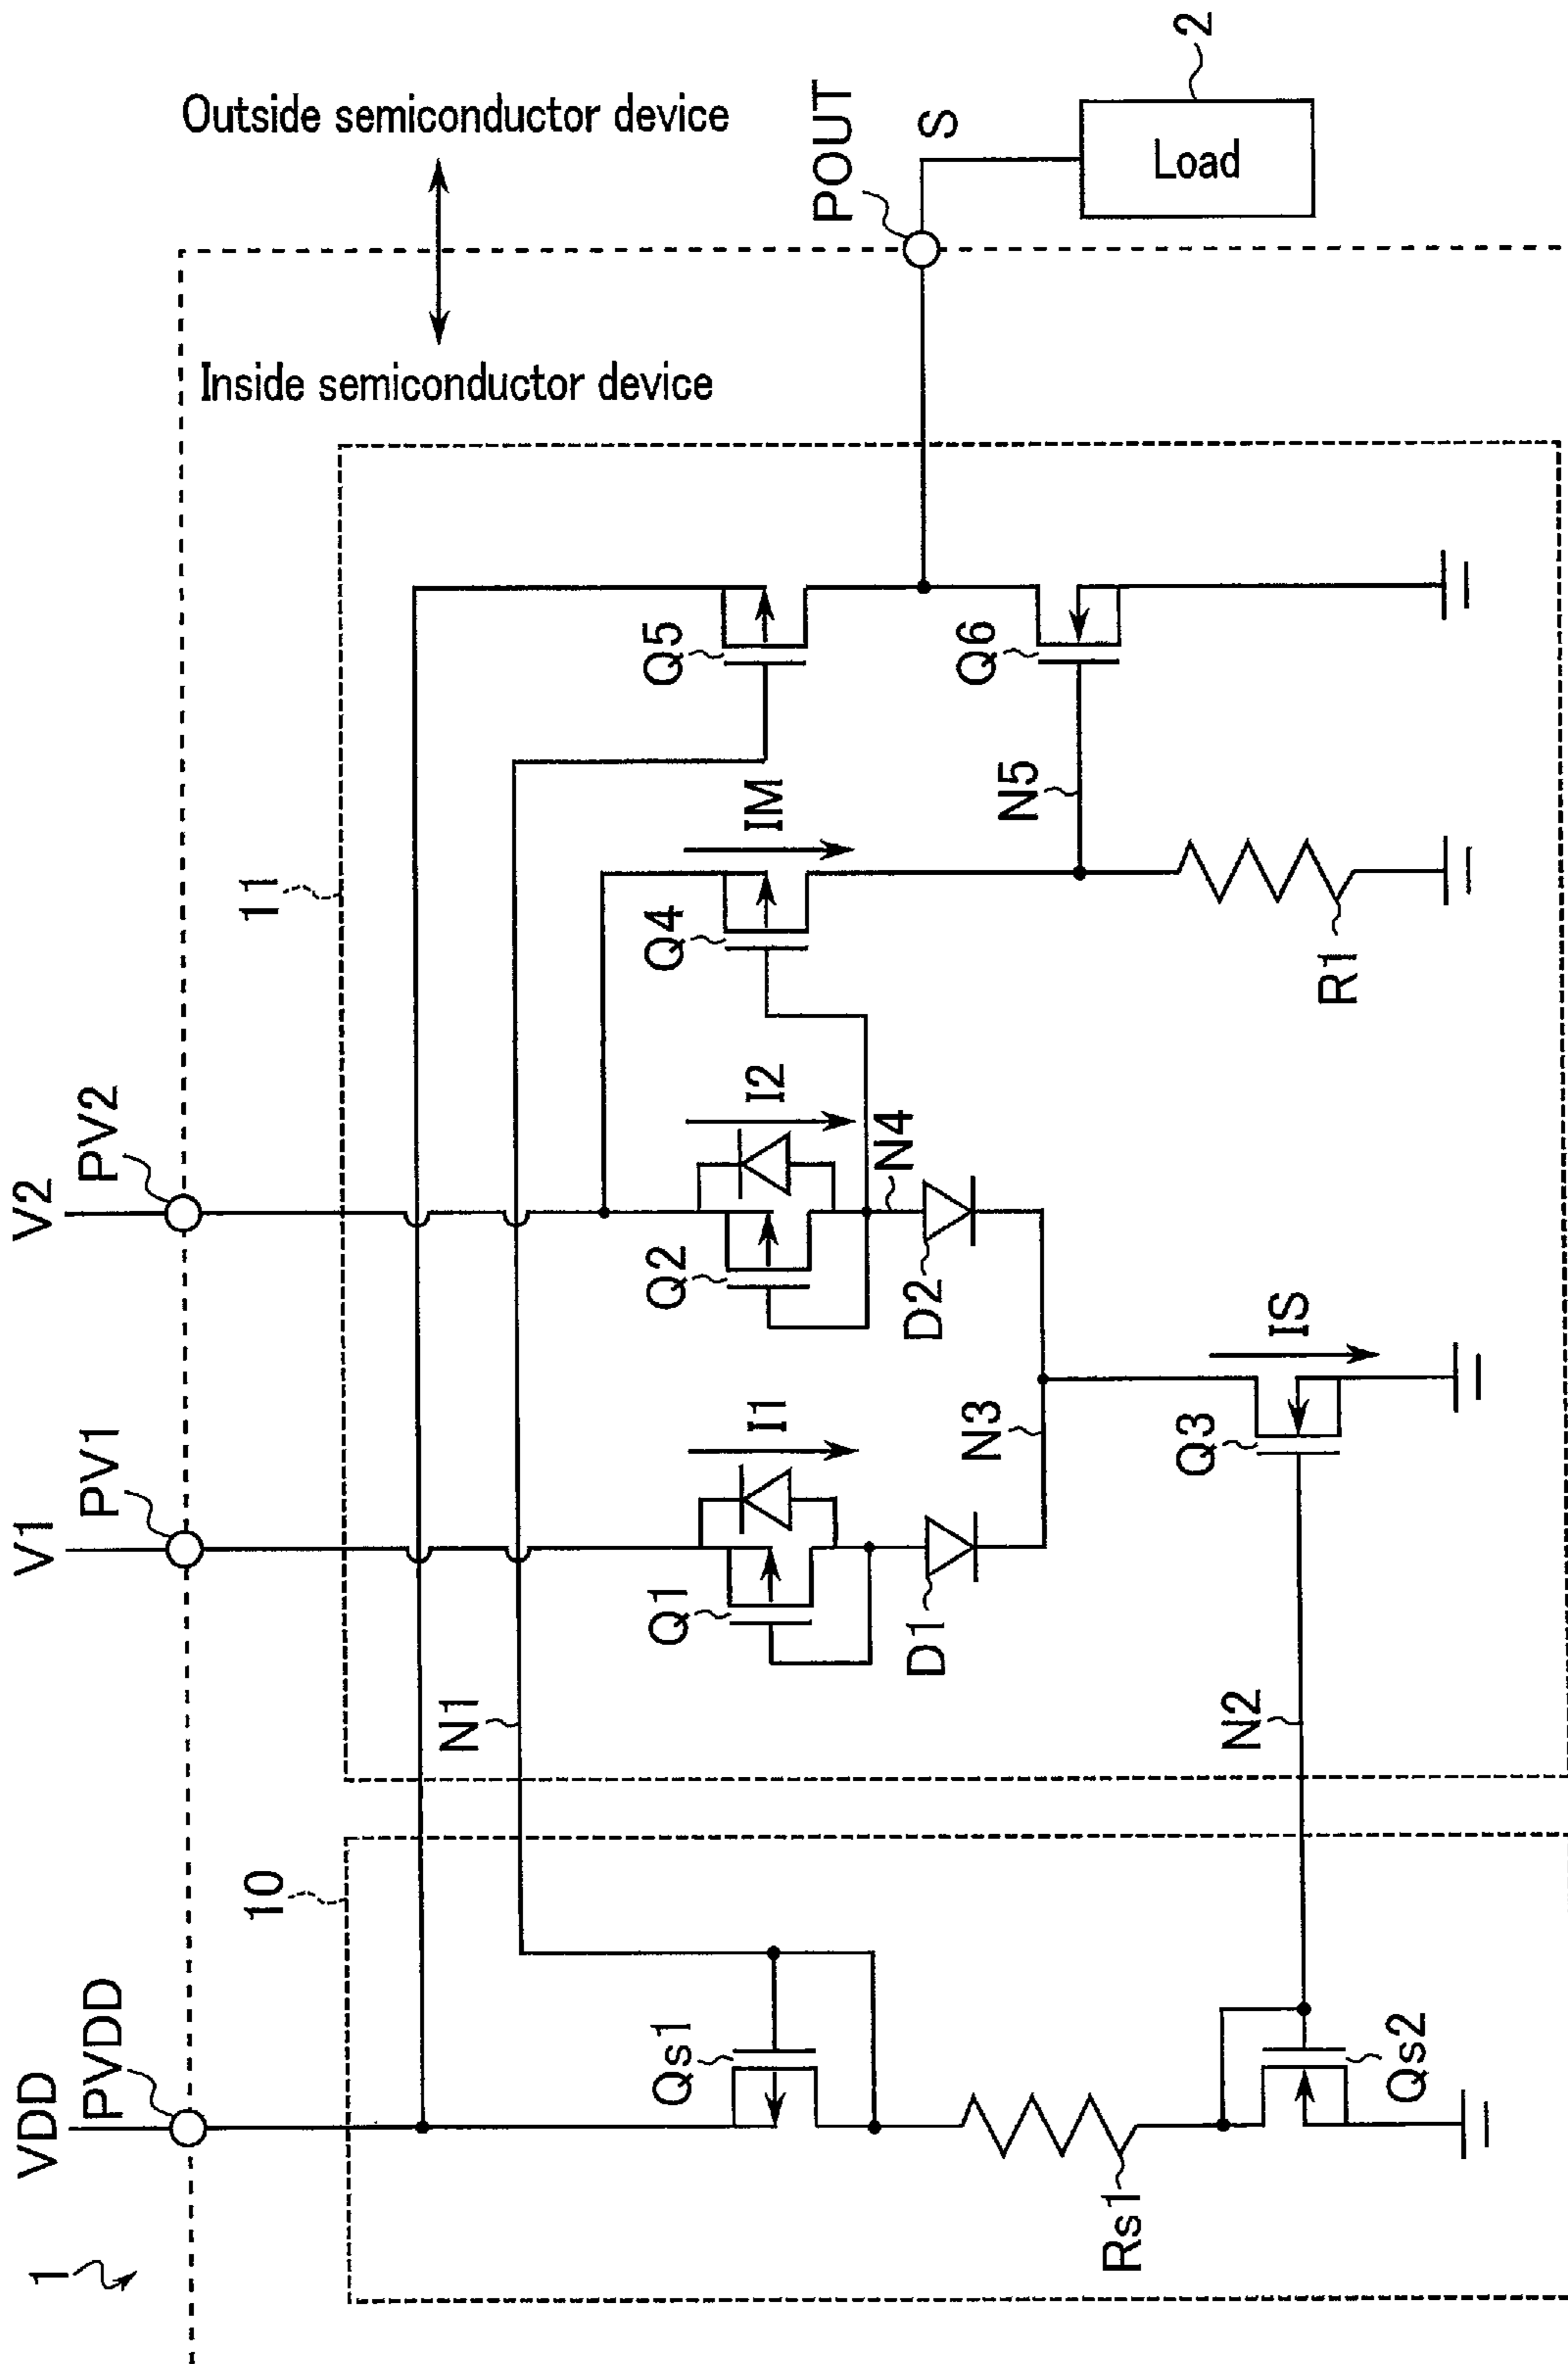 1
VDD
PVDD
V1
PV1
V2
PV2
Outside semiconductor device
Inside semiconductor device
10
11
N1
Qs1
Rs1
Qs2
N2
Q1
I1
D1
N3
Q2
I2
N4
D2
Q3
IS
Q4
IM
R1
N5
Q5
Q6
POUT
S
Load
2